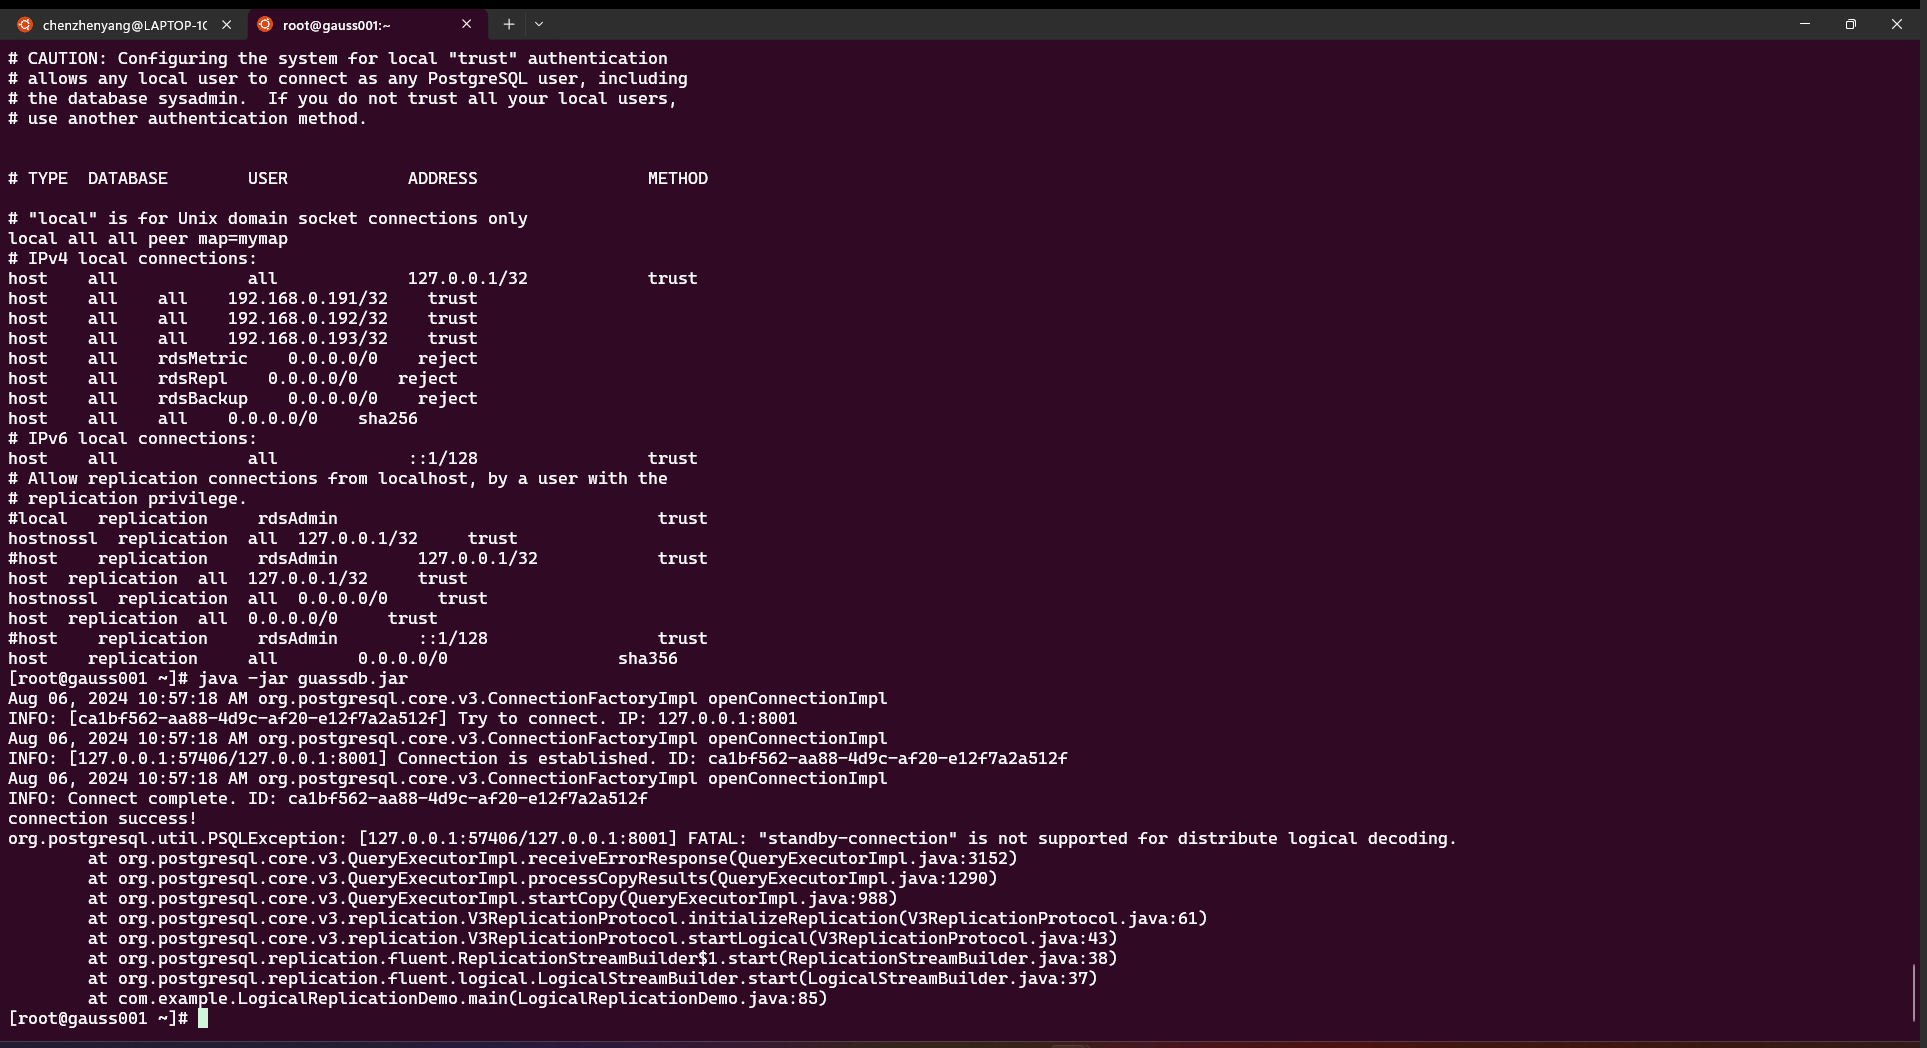 chenzhenyang@LAPTOP-1C
root@gauss001:~
# CAUTION: Configuring the system for local "trust" authentication
# allows any local user to connect as any PostgreSQL user, including
# the database sysadmin.  If you do not trust all your local users,
# use another authentication method.
# TYPE  DATABASE        USER            ADDRESS                 METHOD
# "local" is for Unix domain socket connections only
local all all peer map=mymap
# IPv4 local connections:
host    all             all             127.0.0.1/32            trust
host    all    all    192.168.0.191/32    trust
host    all    all    192.168.0.192/32    trust
host    all    all    192.168.0.193/32    trust
host    all    rdsMetric    0.0.0.0/0    reject
host    all    rdsRepl    0.0.0.0/0    reject
host    all    rdsBackup    0.0.0.0/0    reject
host    all    all    0.0.0.0/0    sha256
# IPv6 local connections:
host    all             all             ::1/128                 trust
# Allow replication connections from localhost, by a user with the
# replication privilege.
#local   replication     rdsAdmin                                trust
hostnossl  replication  all  127.0.0.1/32     trust
#host    replication     rdsAdmin        127.0.0.1/32            trust
host  replication  all  127.0.0.1/32     trust
hostnossl  replication  all  0.0.0.0/0     trust
host  replication  all  0.0.0.0/0     trust
#host    replication     rdsAdmin        ::1/128                 trust
host    replication     all        0.0.0.0/0                 sha356
[root@gauss001 ~]# java -jar guassdb.jar
Aug 06, 2024 10:57:18 AM org.postgresql.core.v3.ConnectionFactoryImpl openConnectionImpl
INFO: [ca1bf562-aa88-4d9c-af20-e12f7a2a512f] Try to connect. IP: 127.0.0.1:8001
Aug 06, 2024 10:57:18 AM org.postgresql.core.v3.ConnectionFactoryImpl openConnectionImpl
INFO: [127.0.0.1:57406/127.0.0.1:8001] Connection is established. ID: ca1bf562-aa88-4d9c-af20-e12f7a2a512f
Aug 06, 2024 10:57:18 AM org.postgresql.core.v3.ConnectionFactoryImpl openConnectionImpl
INFO: Connect complete. ID: ca1bf562-aa88-4d9c-af20-e12f7a2a512f
connection success!
org.postgresql.util.PSQLException: [127.0.0.1:57406/127.0.0.1:8001] FATAL: "standby-connection" is not supported for distribute logical decoding.
        at org.postgresql.core.v3.QueryExecutorImpl.receiveErrorResponse(QueryExecutorImpl.java:3152)
        at org.postgresql.core.v3.QueryExecutorImpl.processCopyResults(QueryExecutorImpl.java:1290)
        at org.postgresql.core.v3.QueryExecutorImpl.startCopy(QueryExecutorImpl.java:988)
        at org.postgresql.core.v3.replication.V3ReplicationProtocol.initializeReplication(V3ReplicationProtocol.java:61)
        at org.postgresql.core.v3.replication.V3ReplicationProtocol.startLogical(V3ReplicationProtocol.java:43)
        at org.postgresql.replication.fluent.ReplicationStreamBuilder$1.start(ReplicationStreamBuilder.java:38)
        at org.postgresql.replication.fluent.logical.LogicalStreamBuilder.start(LogicalStreamBuilder.java:37)
        at com.example.LogicalReplicationDemo.main(LogicalReplicationDemo.java:85)
[root@gauss001 ~]#